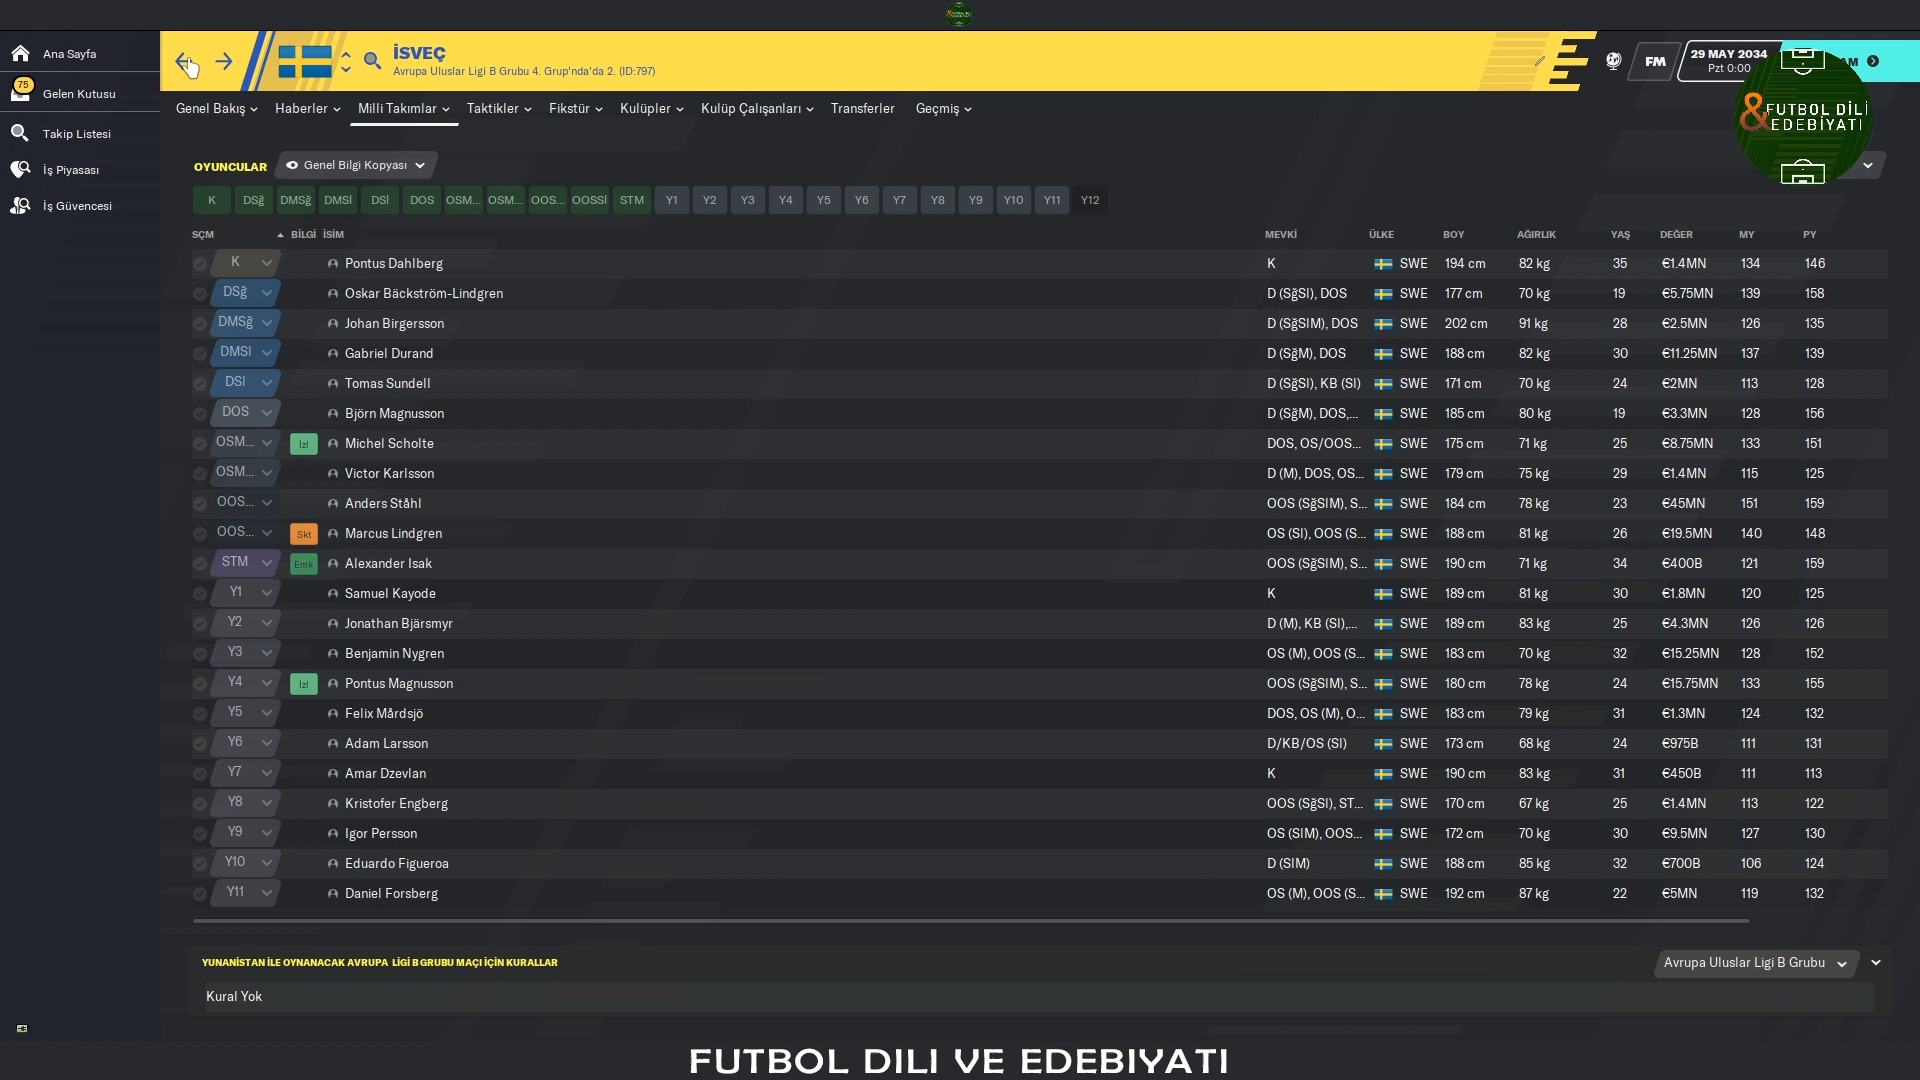 &FUTBOL DİLİ
EDEBİYATI
Ana Sayfa
75
Gelen Kutusu
Takip Listesi
İş Piyasası
İş Güvencesi
İSVEÇ
Avrupa Uluslar Ligi B Grubu 4. Grup'nda'da 2. (ID:797)
FM
29 MAY 2034
Pzt 0:00
AM
&FUTBOL DİLİ
EDEBİYATI
Genel Bakış Haberler Milli Takımlar Taktikler Fikstür Kulüpler Kulüp Çalışanları Transferler Geçmiş
OYUNCULAR Genel Bilgi Kopyası
K DSğ DMSğ DMSl DSl DOS OSM... OSM... OOS... OOSSl STM Y1 Y2 Y3 Y4 Y5 Y6 Y7 Y8 Y9 Y10 Y11 Y12
SÇM BİLGİ İSİM MEVKİ ÜLKE BOY AĞIRLIK YAŞ DEĞER MY PY
K Pontus Dahlberg K SWE 194 cm 82 kg 35 €1.4MN 134 146
DSğ Oskar Bäckström-Lindgren D (SğSl), DOS SWE 177 cm 70 kg 19 €5.75MN 139 158
DMSğ Johan Birgersson D (SğSlM), DOS SWE 202 cm 91 kg 28 €2.5MN 126 135
DMSl Gabriel Durand D (SğM), DOS SWE 188 cm 82 kg 30 €11.25MN 137 139
DSl Tomas Sundell D (SğSl), KB (Sl) SWE 171 cm 70 kg 24 €2MN 113 128
DOS Björn Magnusson D (SğM), DOS,... SWE 185 cm 80 kg 19 €3.3MN 128 156
OSM... İzl Michel Scholte DOS, OS/OOS... SWE 175 cm 71 kg 25 €8.75MN 133 151
OSM... Victor Karlsson D (M), DOS, OS... SWE 179 cm 75 kg 29 €1.4MN 115 125
OOS... Anders Ståhl OOS (SğSlM), S... SWE 184 cm 78 kg 23 €45MN 151 159
OOS... Skt Marcus Lindgren OS (Sl), OOS (S... SWE 188 cm 81 kg 26 €19.5MN 140 148
STM Emk Alexander Isak OOS (SğSlM), S... SWE 190 cm 71 kg 34 €400B 121 159
Y1 Samuel Kayode K SWE 189 cm 81 kg 30 €1.8MN 120 125
Y2 Jonathan Bjärsmyr D (M), KB (Sl),... SWE 189 cm 83 kg 25 €4.3MN 126 126
Y3 Benjamin Nygren OS (M), OOS (S... SWE 183 cm 70 kg 32 €15.25MN 128 152
Y4 İzl Pontus Magnusson OOS (SğSlM), S... SWE 180 cm 78 kg 24 €15.75MN 133 155
Y5 Felix Mårdsjö DOS, OS (M), O... SWE 183 cm 79 kg 31 €1.3MN 124 132
Y6 Adam Larsson D/KB/OS (Sl) SWE 173 cm 68 kg 24 €975B 111 131
Y7 Amar Dzevlan K SWE 190 cm 83 kg 31 €450B 111 113
Y8 Kristofer Engberg OOS (SğSl), ST... SWE 170 cm 67 kg 25 €1.4MN 113 122
Y9 Igor Persson OS (SlM), OOS... SWE 172 cm 70 kg 30 €9.5MN 127 130
Y10 Eduardo Figueroa D (SlM) SWE 188 cm 85 kg 32 €700B 106 124
Y11 Daniel Forsberg OS (M), OOS (S... SWE 192 cm 87 kg 22 €5MN 119 132
YUNANİSTAN İLE OYNANACAK AVRUPA LİGİ B GRUBU MAÇI İÇİN KURALLAR
Avrupa Uluslar Ligi B Grubu
Kural Yok
FUTBOL DILI VE EDEBIYATI